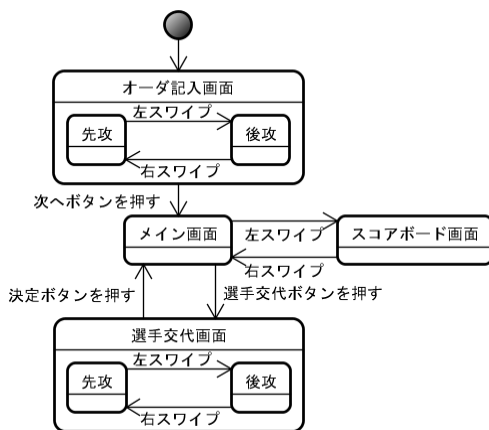 オーダ記入画面
左スワイプ
先攻
後攻
右スワイプ
次へボタンを押す
メイン画面
左スワイプ
スコアボード画面
右スワイプ
決定ボタンを押す
選手交代ボタンを押す
選手交代画面
左スワイプ
先攻
後攻
右スワイプ